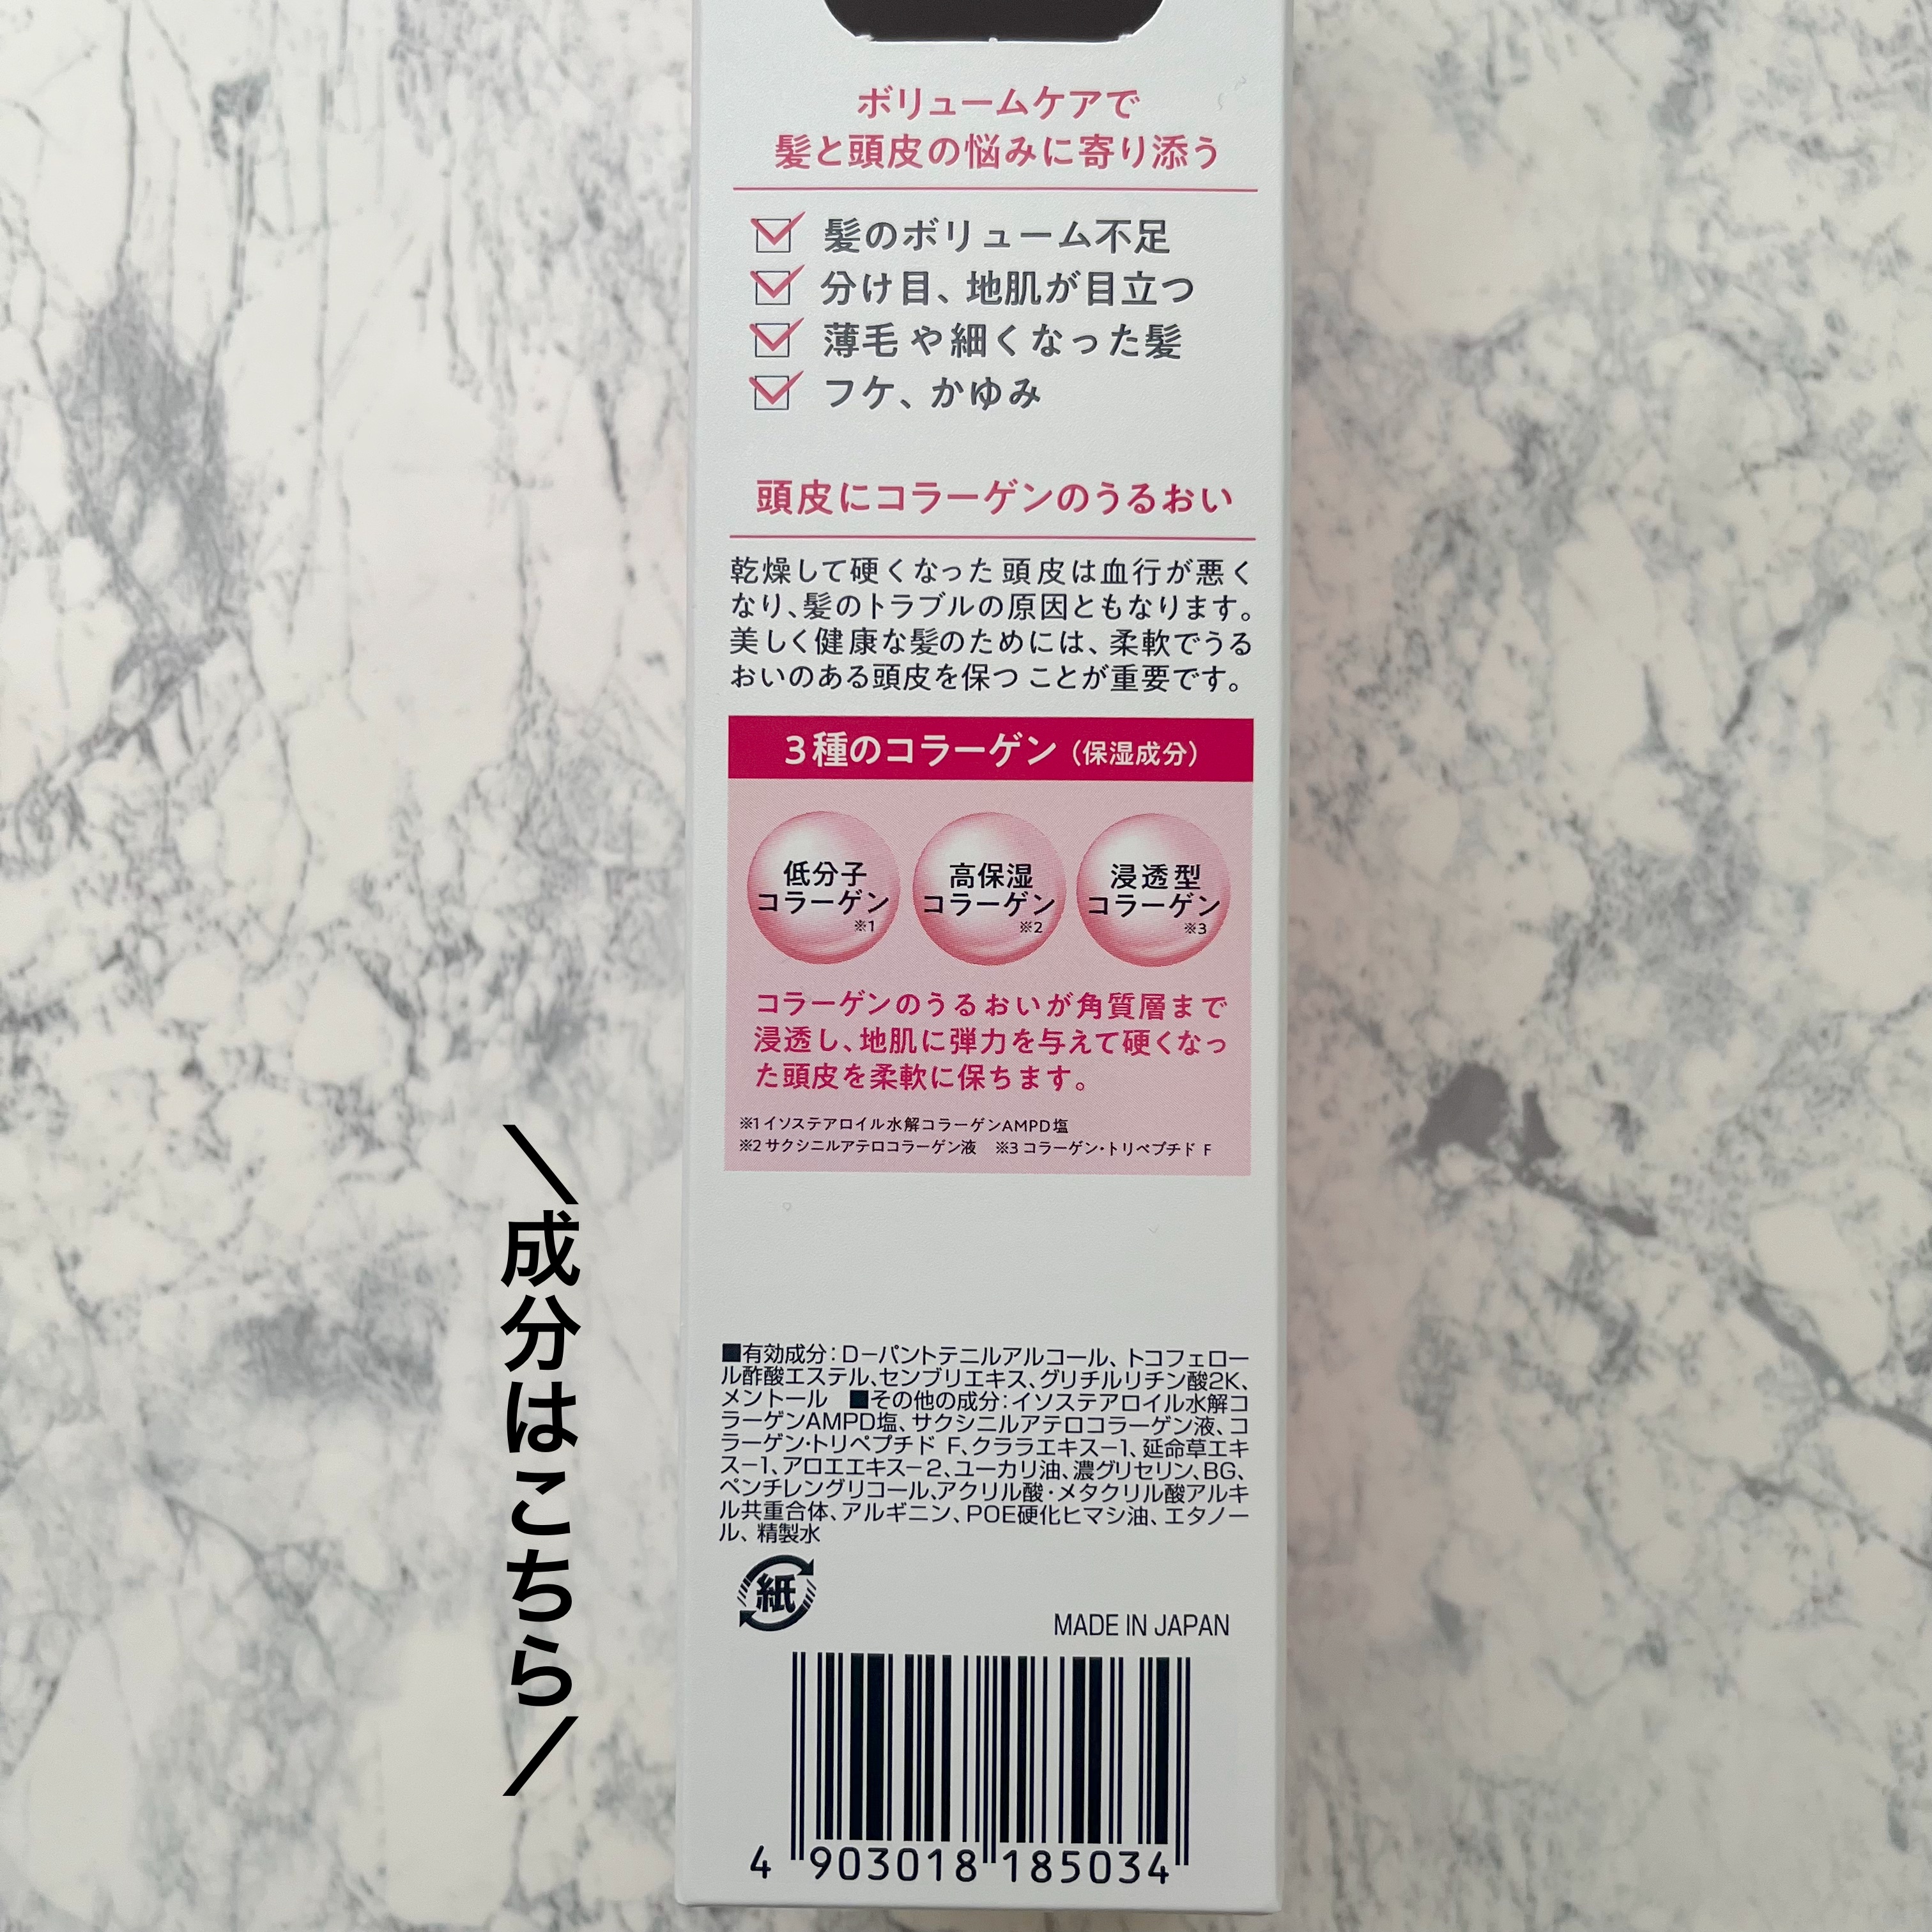 ボリュームケアで
髪と頭皮の悩みに寄り添う
髪のボリューム不足
分け目、地肌が目立つ
薄毛や細くなった髪
フケ、かゆみ
頭皮にコラーゲンのうるおい
乾燥して硬くなった頭皮は血行が悪く
なり、髪のトラブルの原因ともなります。
美しく健康な髪のためには、柔軟でうる
おいのある頭皮を保つことが重要です。
3種のコラーゲン（保湿成分）
低分子
コラーゲン
※1
高保湿
コラーゲン
※2
浸透型
コラーゲン
※3
コラーゲンのうるおいが角質層まで
浸透し、地肌に弾力を与えて硬くなっ
た頭皮を柔軟に保ちます。
※1イソステアロイル水解コラーゲンAMPD塩
※2サクシニルアテロコラーゲン液　※3コラーゲン・トリペプチド F
■有効成分：D-パントテニルアルコール、トコフェロー
ル酢酸エステル、センブリエキス、グリチルリチン酸2K、
メントール　■その他の成分：イソステアロイル水解コ
ラーゲンAMPD塩、サクシニルアテロコラーゲン液、コ
ラーゲン・トリペプチド F、クララエキス-1、延命草エキ
ス-1、アロエエキス-2、ユーカリ油、濃グリセリン、BG、
ペンチレングリコール、アクリル酸・メタクリル酸アルキ
ル共重合体、アルギニン、POE硬化ヒマシ油、エタノー
ル、精製水
紙
MADE IN JAPAN
4 903018 185034
＼成分はこちら／